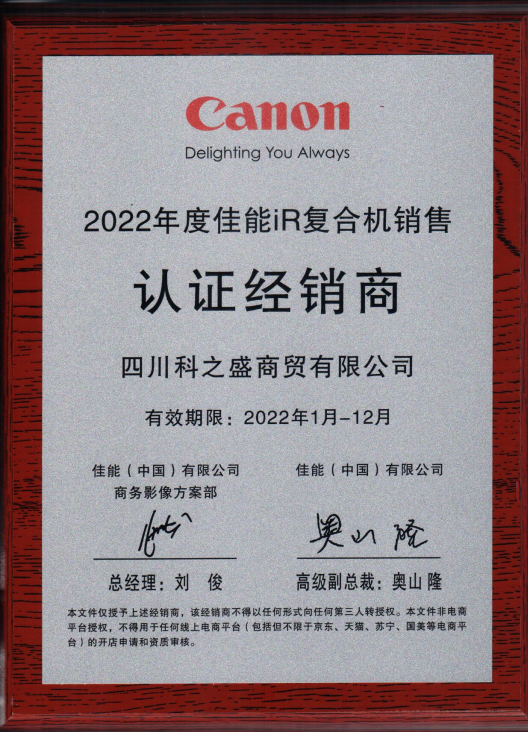 Canon
Delighting You Always
2022年度佳能iR复合机销售
认证经销商
四川科之盛商贸有限公司
有效期限：2022年1月-12月
佳能（中国）有限公司
商务影像方案部
佳能（中国）有限公司
奥山 隆
总经理：刘 俊
高级副总裁：奥山 隆
本文件仅授予上述经销商，该经销商不得以任何形式向任何第三人转授权。本文件非电商
平台授权，不得用于任何线上电商平台（包括但不限于京东、天猫、苏宁、国美等电商平
台）的开店申请和资质审核。